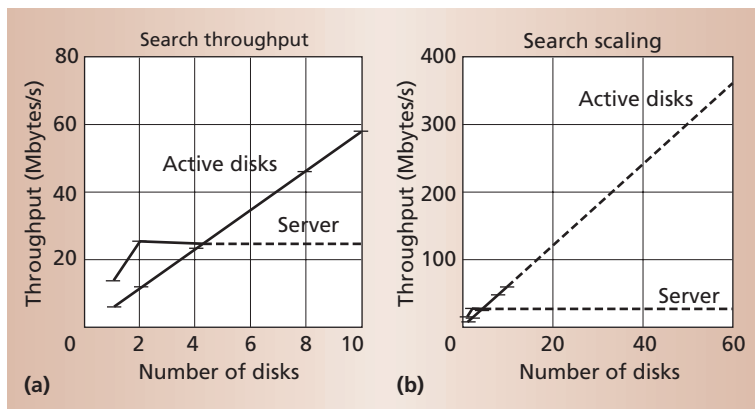 Search throughput
80
60
40
20
0
2
4
6
8
10
Throughput (Mbytes/s)
Active disks
Server
Number of disks
(a)
Search scaling
400
300
200
100
0
20
40
60
Throughput (Mbytes/s)
Active disks
Server
Number of disks
(b)